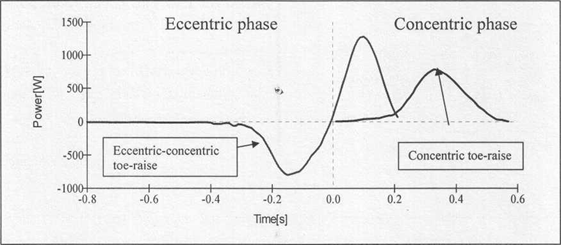 Eccentric phase
Concentric phase
1500
1000
500
0
-500
-1000
Power[W]
Eccentric-concentric
toe-raise
Concentric toe-raise
-0.8
-0.6
-0.4
-0.2
0.0
0.2
0.4
0.6
Time[s]